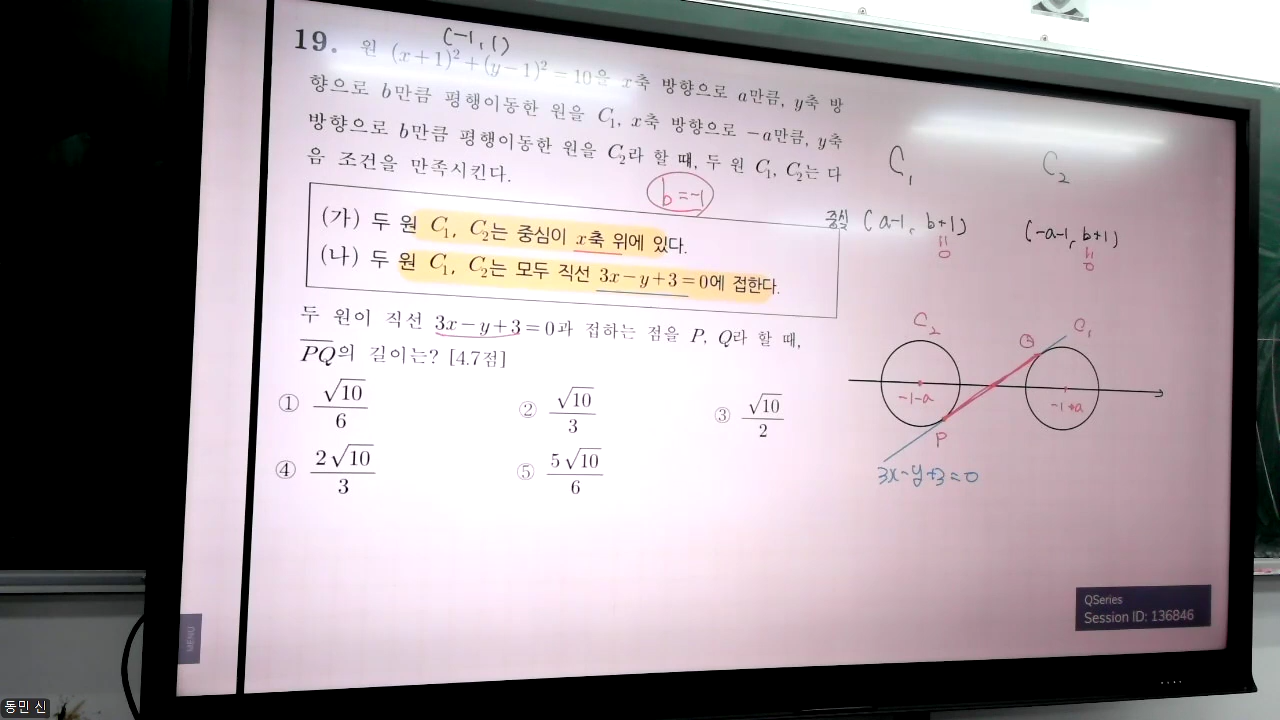 (-1, 1)
19. 원 (x+1)²+(y-1)²=10을 x축 방향으로 a만큼, y축 방
향으로 b만큼 평행이동한 원을 C₁, x축 방향으로 -a만큼, y축
방향으로 b만큼 평행이동한 원을 C₂라 할 때, 두 원 C₁, C₂는 다
음 조건을 만족시킨다.
b=-1
(가) 두 원 C₁, C₂는 중심이 x축 위에 있다.
(나) 두 원 C₁, C₂는 모두 직선 3x-y+3=0에 접한다.
두 원이 직선 3x-y+3=0과 접하는 점을 P, Q라 할 때,
PQ의 길이는? [4.7점]
① √10/6
② √10/3
③ √10/2
④ 2√10/3
⑤ 5√10/6
C₁
C₂
중심 (a-1, b+1)
(-a-1, b+1)
=0
=0
C₂
C₁
Q
-1-a
-1+a
P
3x-y+3=0
QSeries
Session ID: 136846
MENU
동민 신